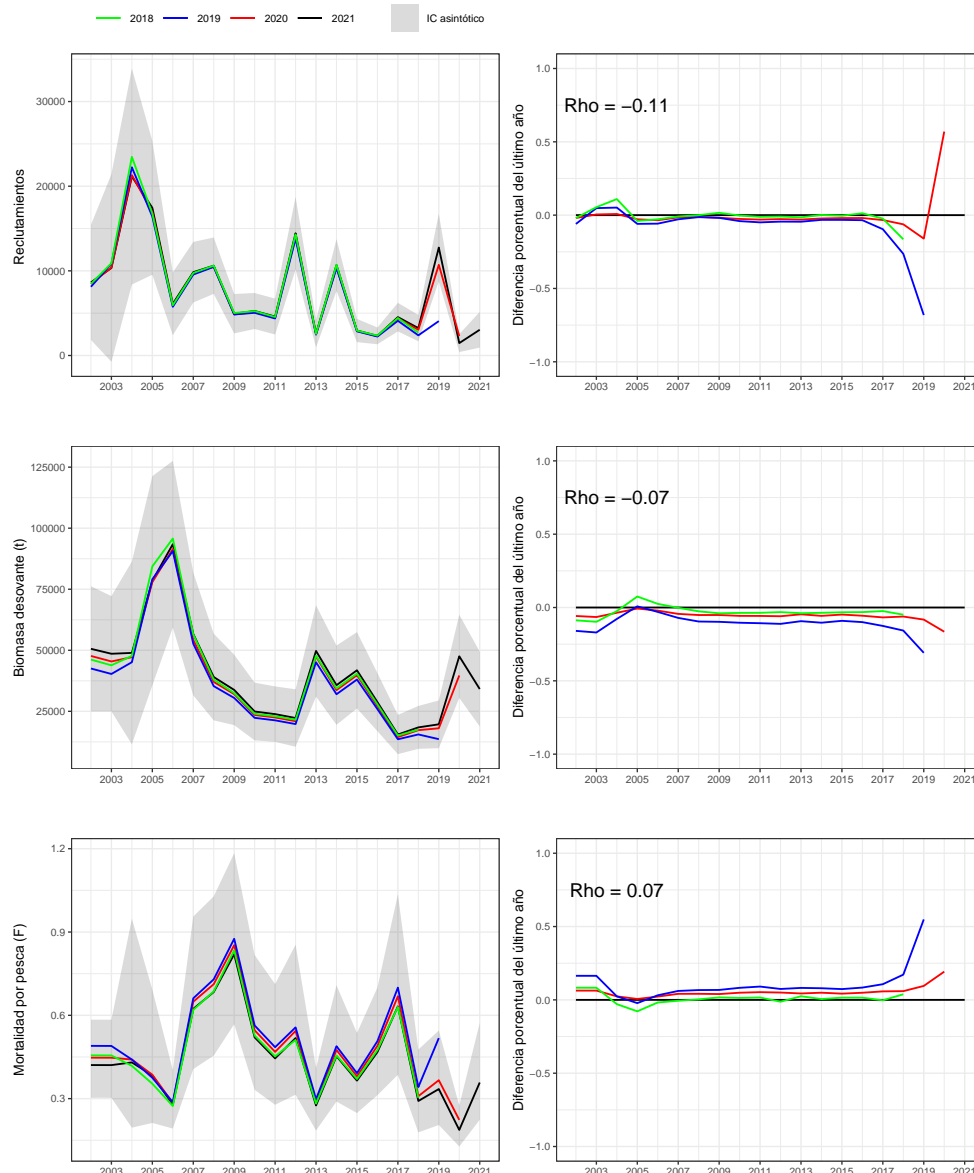 2018 2019 2020 2021 IC asintótico
Reclutamientos
30000
20000
10000
0
2003 2005 2007 2009 2011 2013 2015 2017 2019 2021
Diferencia porcentual del último año
Rho = −0.11
1.0
0.5
0.0
−0.5
−1.0
2003 2005 2007 2009 2011 2013 2015 2017 2019 2021
Biomasa desovante (t)
125000
100000
75000
50000
25000
2003 2005 2007 2009 2011 2013 2015 2017 2019 2021
Diferencia porcentual del último año
Rho = −0.07
1.0
0.5
0.0
−0.5
−1.0
2003 2005 2007 2009 2011 2013 2015 2017 2019 2021
Mortalidad por pesca (F)
1.2
0.9
0.6
0.3
2003 2005 2007 2009 2011 2013 2015 2017 2019 2021
Diferencia porcentual del último año
Rho = 0.07
1.0
0.5
0.0
−0.5
−1.0
2003 2005 2007 2009 2011 2013 2015 2017 2019 2021